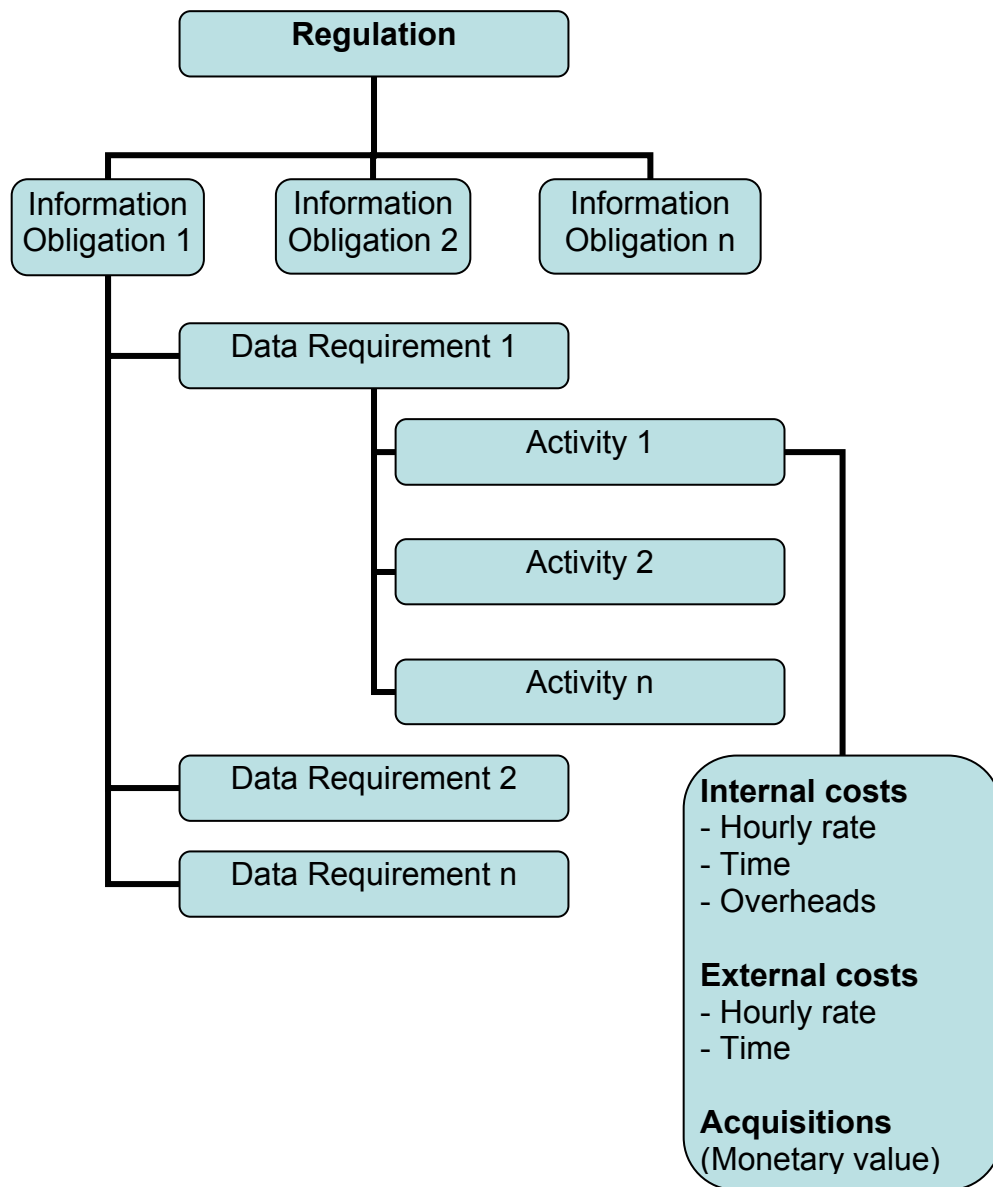 Regulation
Information
Obligation 1
Information
Obligation 2
Information
Obligation n
Data Requirement 1
Activity 1
Activity 2
Activity n
Data Requirement 2
Data Requirement n
Internal costs
- Hourly rate
- Time
- Overheads
External costs
- Hourly rate
- Time
Acquisitions
(Monetary value)